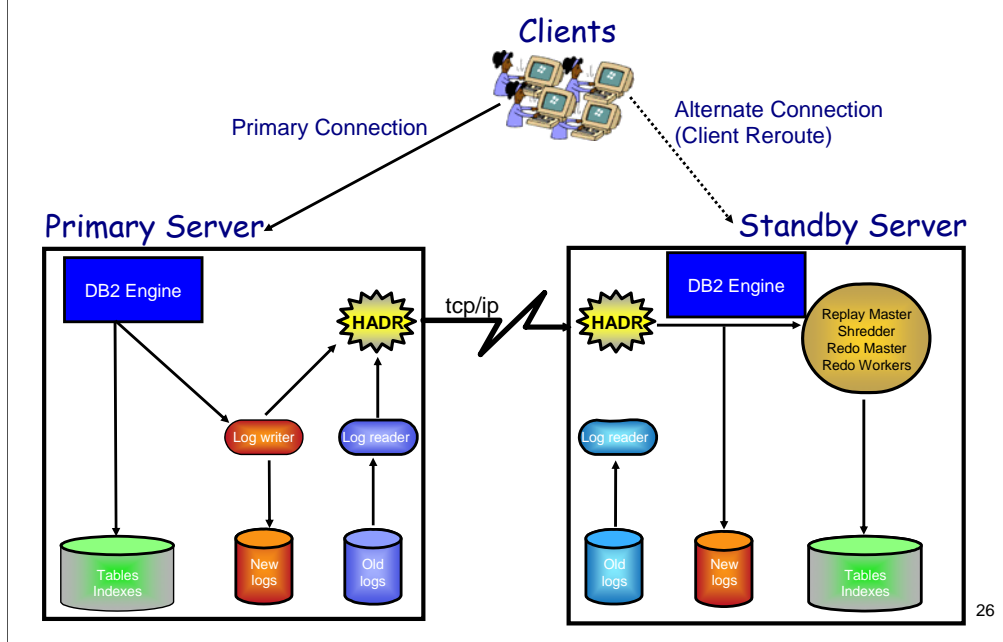 Clients
Primary Connection
Alternate Connection
(Client Reroute)
Primary Server
Standby Server
DB2 Engine
HADR
tcp/ip
HADR
DB2 Engine
Replay Master
Shredder
Redo Master
Redo Workers
Log writer
Log reader
Log reader
Tables
Indexes
New
logs
Old
logs
Old
logs
New
logs
Tables
Indexes
26